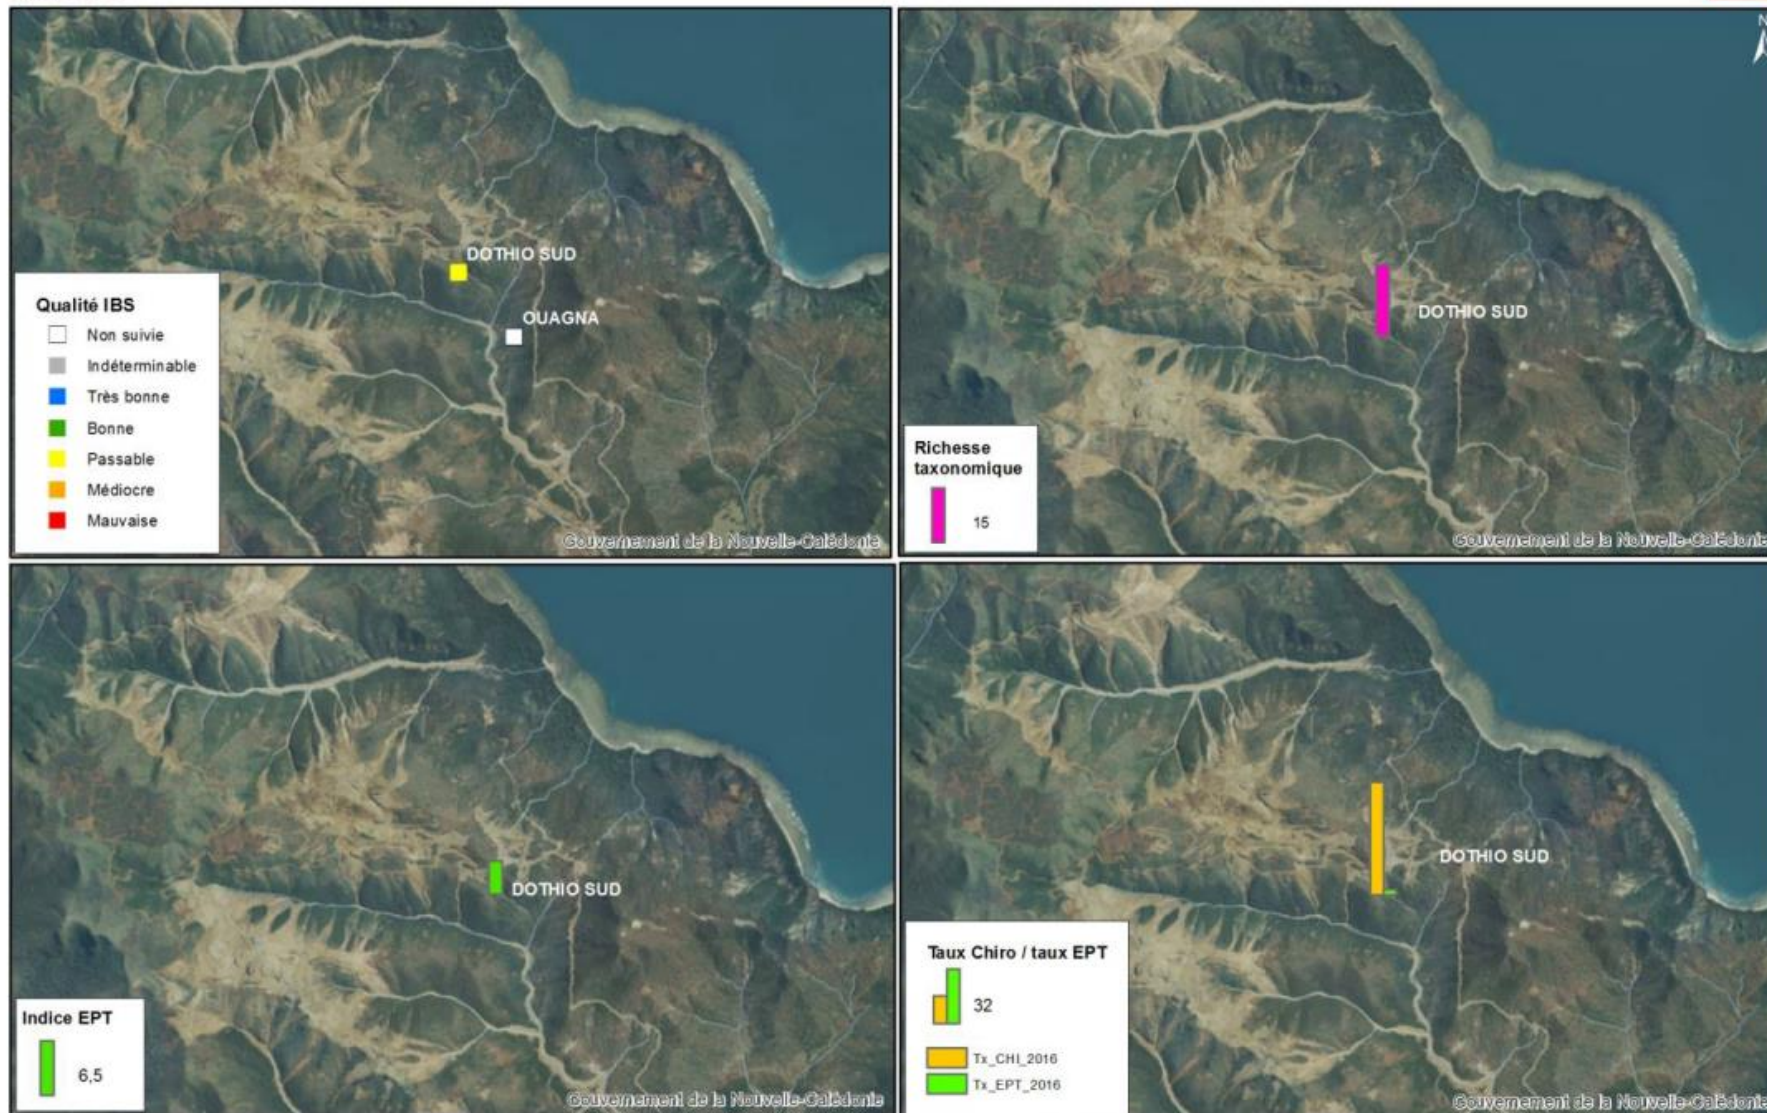 DOTHIO SUD
OUAGNA
Qualité IBS
Non suivie
Indéterminable
Très bonne
Bonne
Passable
Médiocre
Mauvaise
Gouvernement de la Nouvelle-Calédonie
N
DOTHIO SUD
Richesse
taxonomique
15
Gouvernement de la Nouvelle-Calédonie
DOTHIO SUD
Indice EPT
6,5
Gouvernement de la Nouvelle-Calédonie
DOTHIO SUD
Taux Chiro / taux EPT
32
Tx_CHI_2016
Tx_EPT_2016
Gouvernement de la Nouvelle-Calédonie